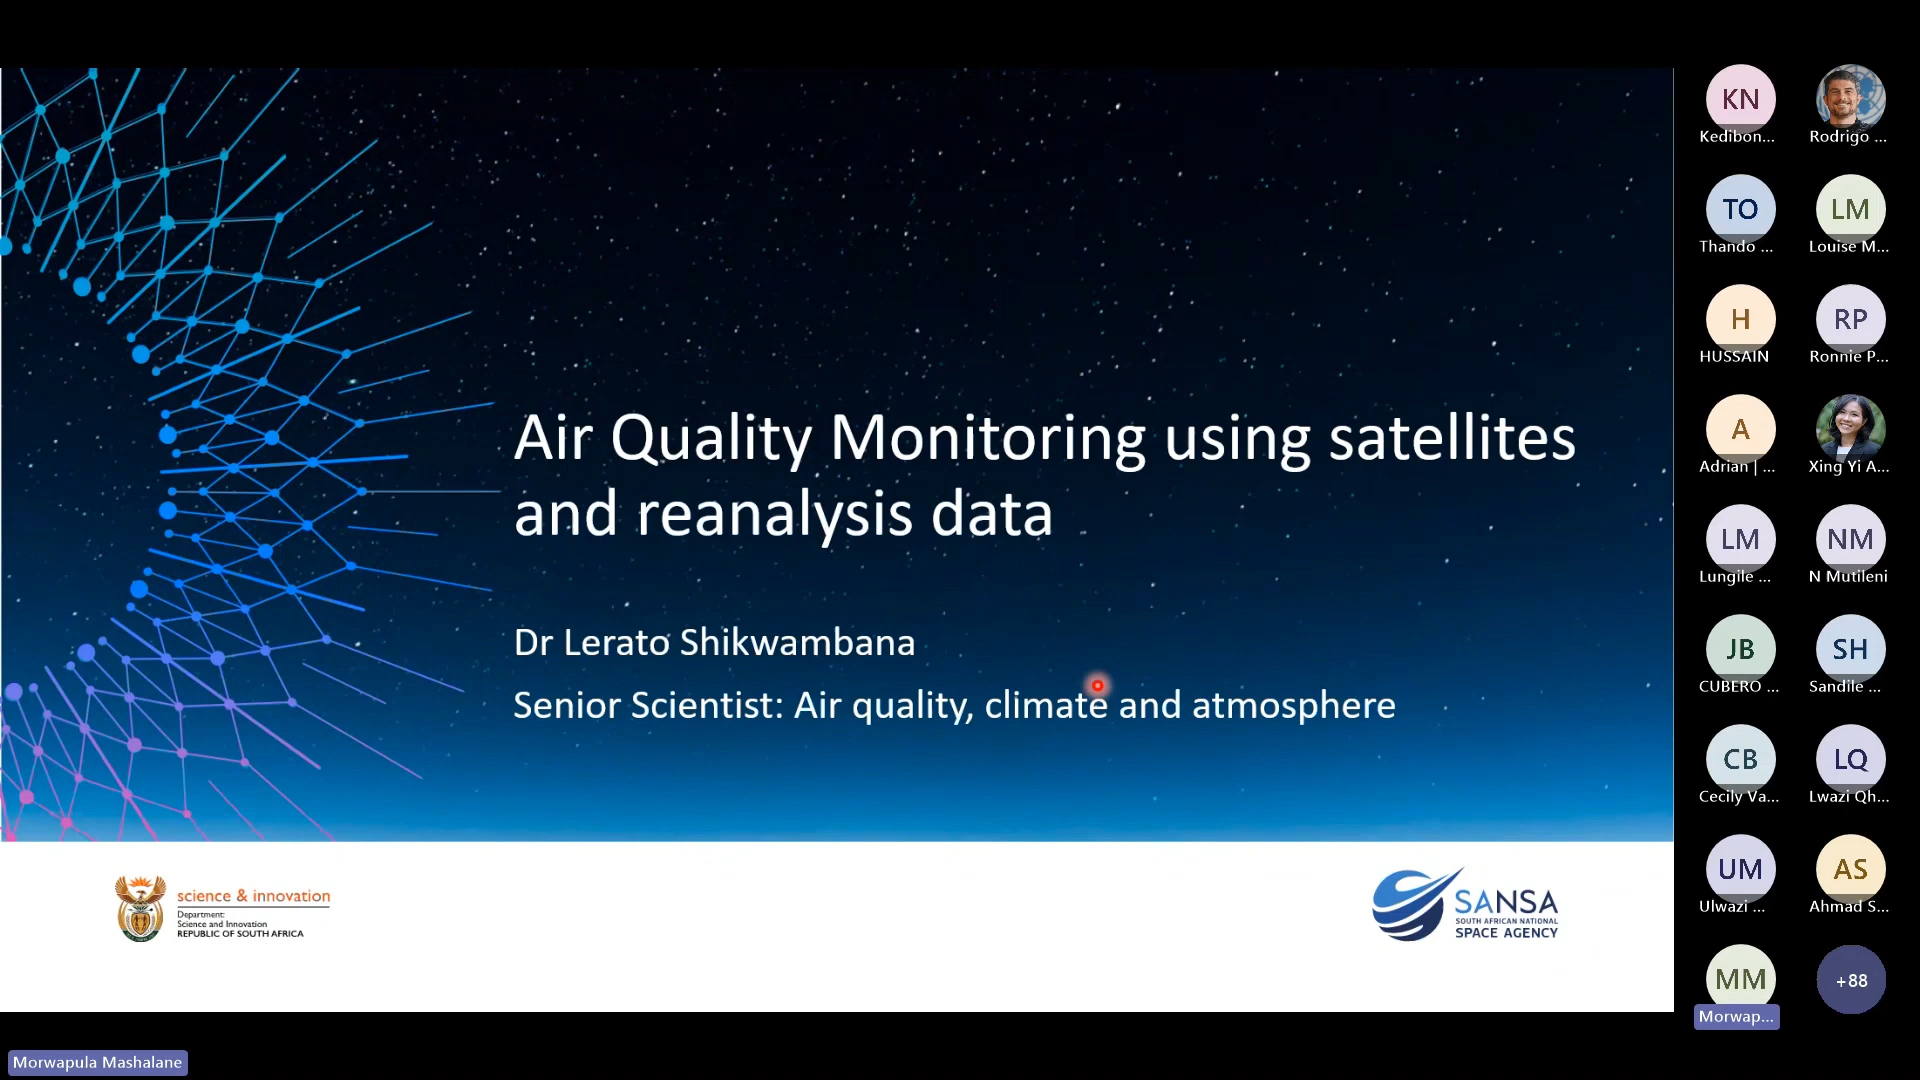 Air Quality Monitoring using satellites
and reanalysis data
Dr Lerato Shikwambana
Senior Scientist: Air quality, climate and atmosphere
science & innovation
Department:
Science and Innovation
REPUBLIC OF SOUTH AFRICA
SANSA
SOUTH AFRICAN NATIONAL
SPACE AGENCY
KN
Kedibon...
Rodrigo ...
TO
Thando ...
LM
Louise M...
H
HUSSAIN
RP
Ronnie P...
A
Adrian | ...
Xing Yi A...
LM
Lungile ...
NM
N Mutileni
JB
CUBERO ...
SH
Sandile ...
CB
Cecily Va...
LQ
Lwazi Qh...
UM
Ulwazi ...
AS
Ahmad S...
MM
Morwap...
+88
Morwapula Mashalane